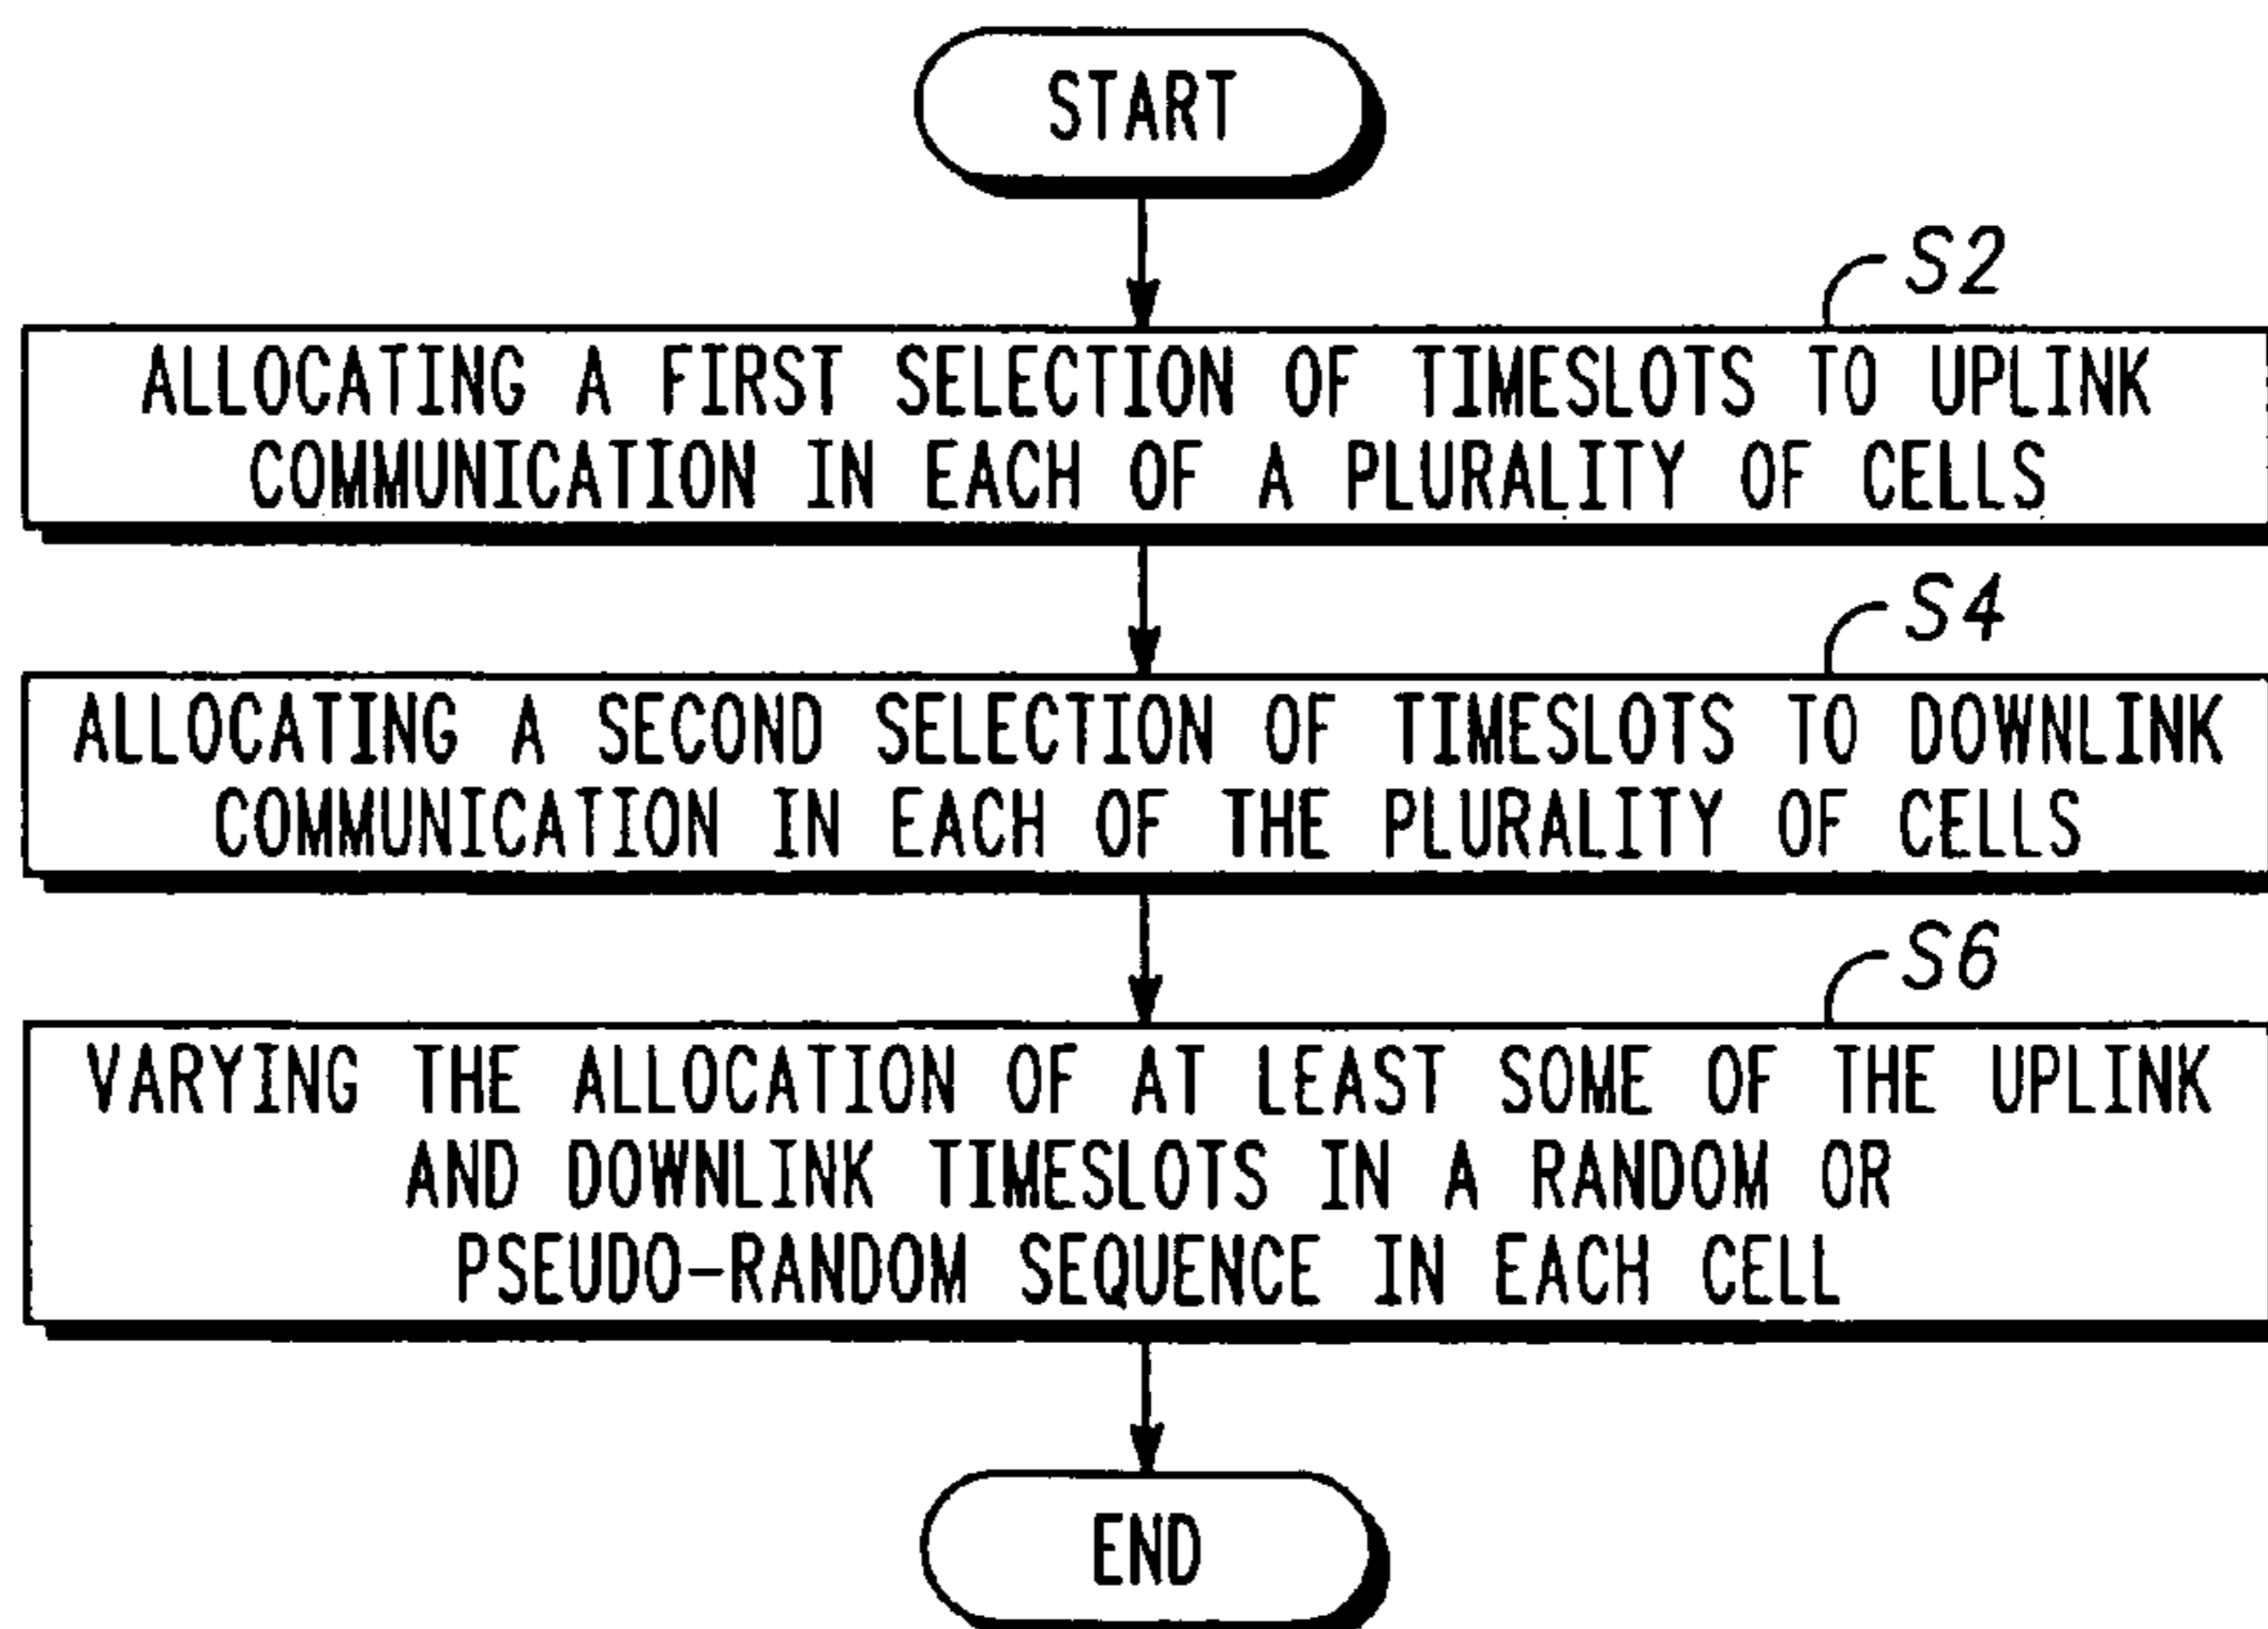 START
S2
ALLOCATING A FIRST SELECTION OF TIMESLOTS TO UPLINK
COMMUNICATION IN EACH OF A PLURALITY OF CELLS
S4
ALLOCATING A SECOND SELECTION OF TIMESLOTS TO DOWNLINK
COMMUNICATION IN EACH OF THE PLURALITY OF CELLS
S6
VARYING THE ALLOCATION OF AT LEAST SOME OF THE UPLINK
AND DOWNLINK TIMESLOTS IN A RANDOM OR
PSEUDO-RANDOM SEQUENCE IN EACH CELL
END